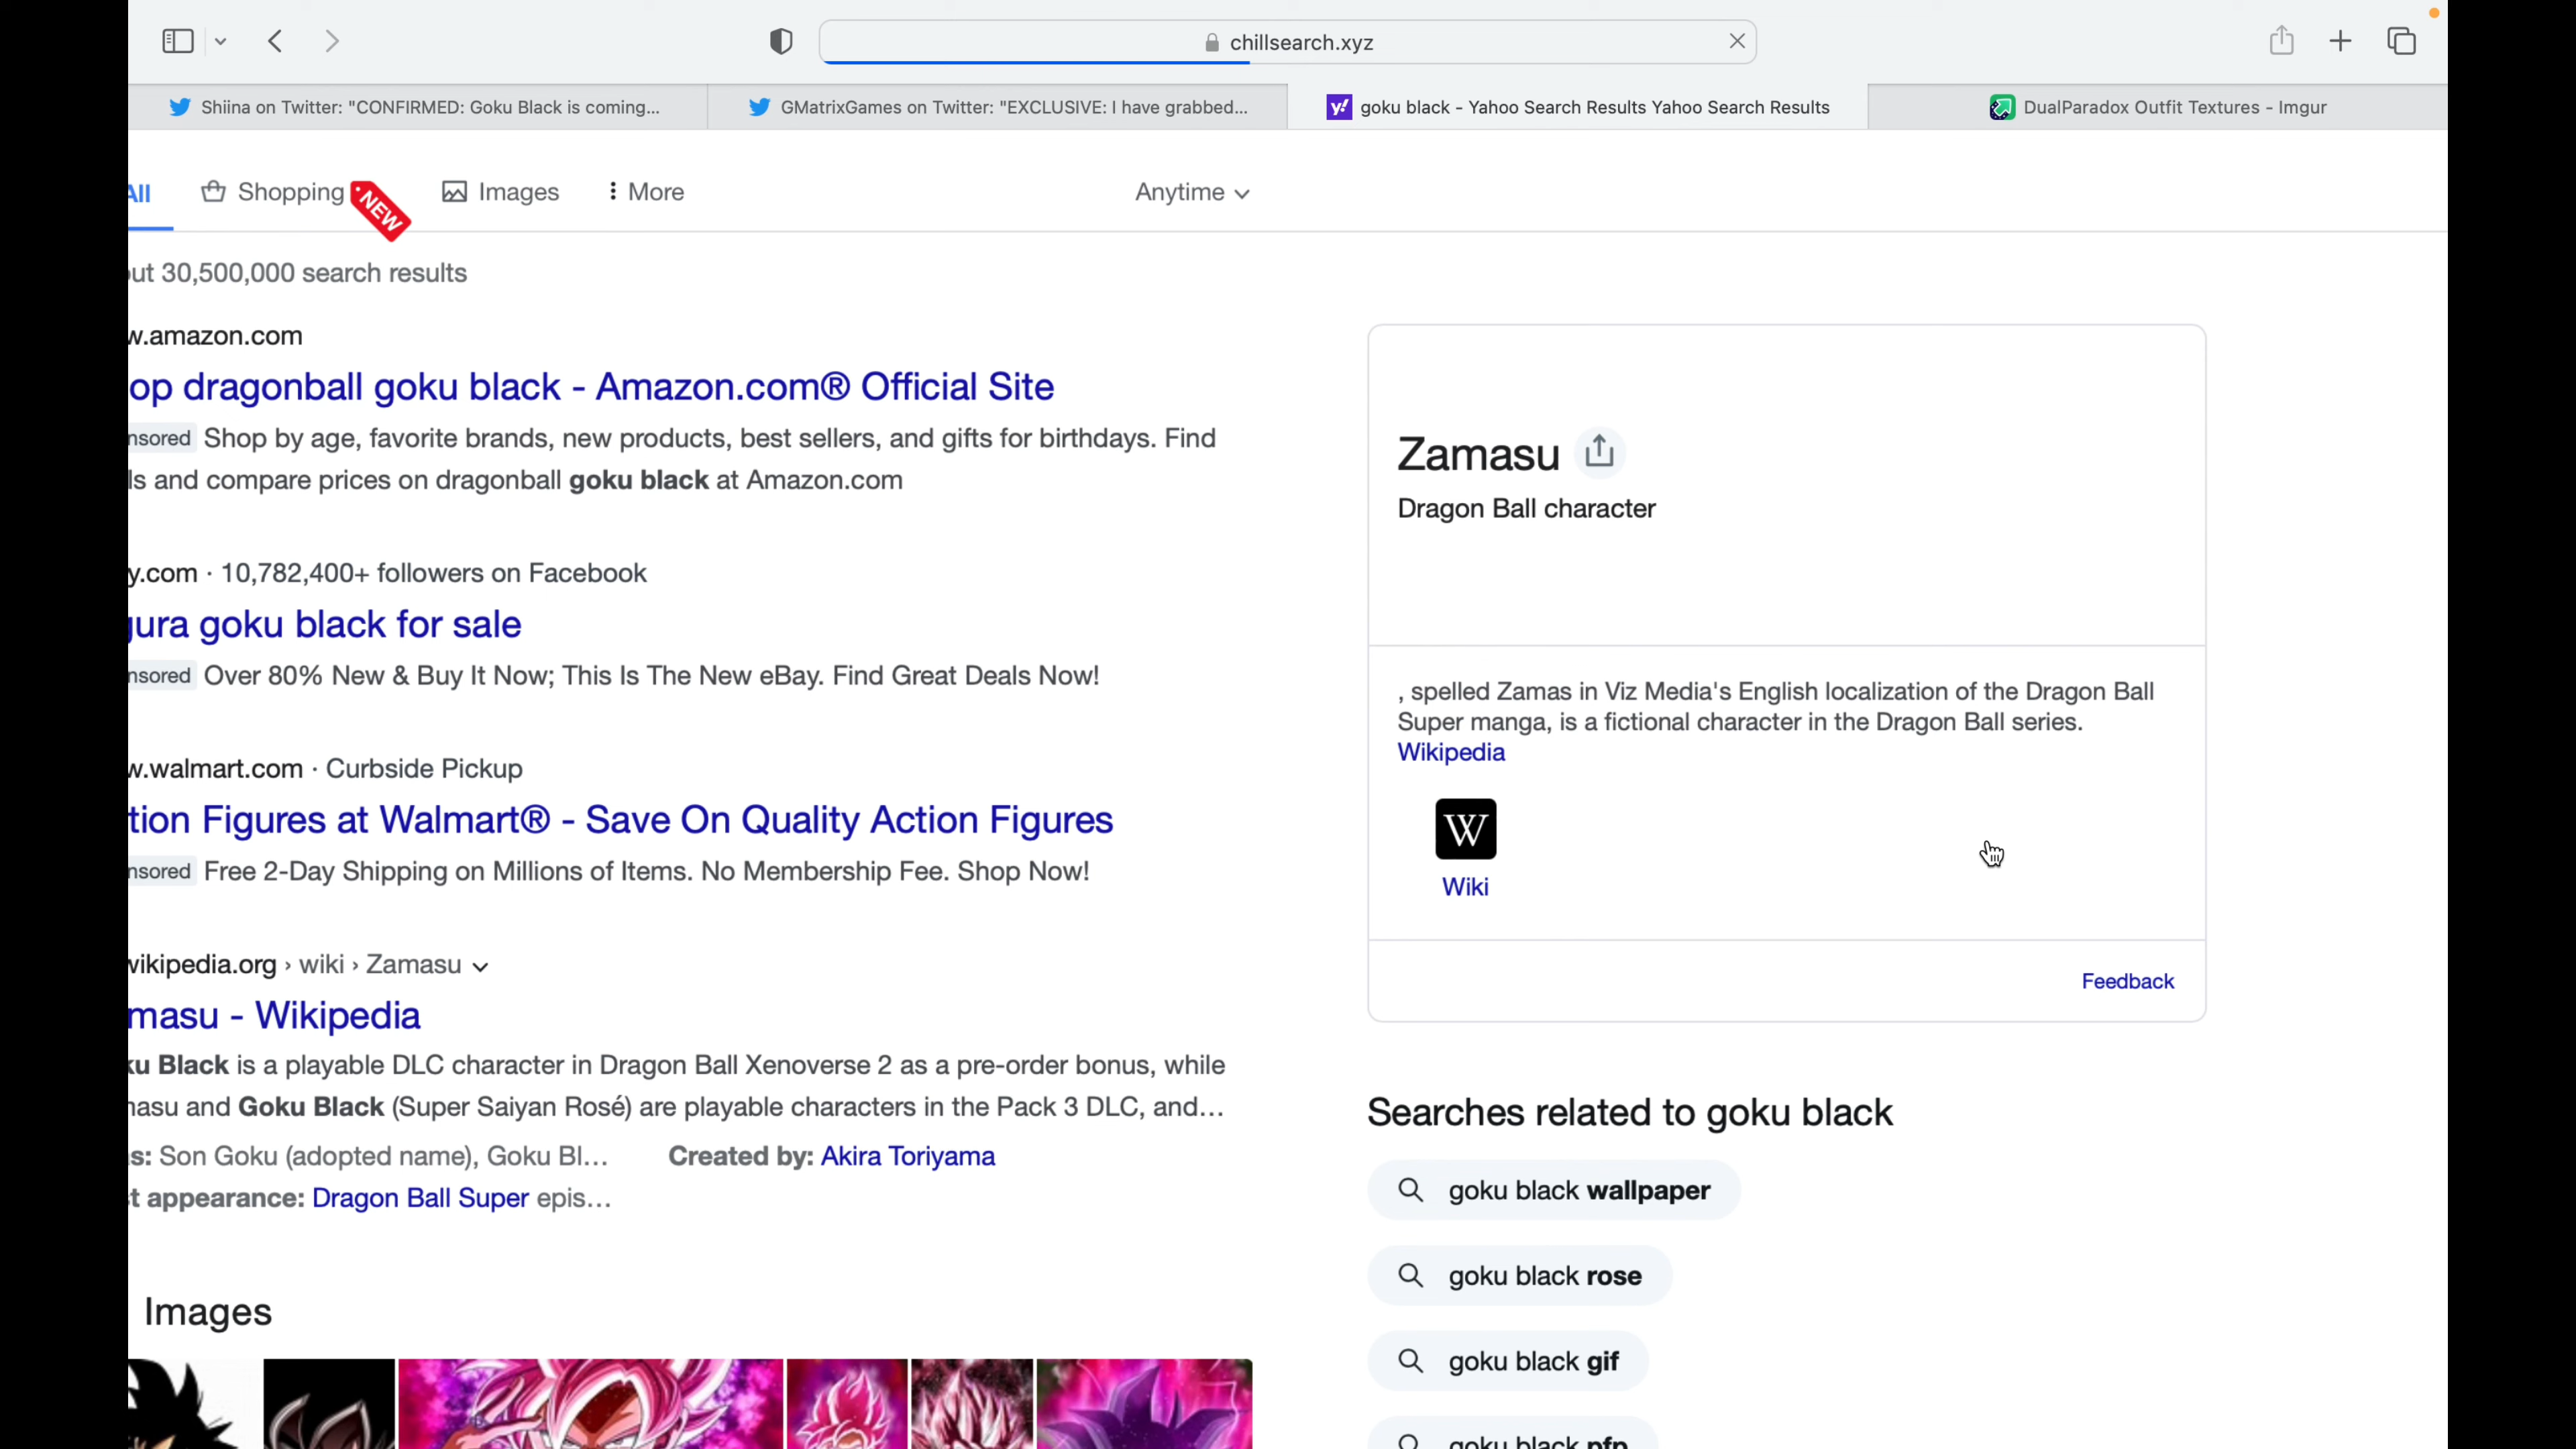 chillsearch.xyz
Shiina on Twitter: "CONFIRMED: Goku Black is coming...
GMatrixGames on Twitter: "EXCLUSIVE: I have grabbed...
y! goku black - Yahoo Search Results Yahoo Search Results
DualParadox Outfit Textures - Imgur
All
Shopping
NEW
Images
More
Anytime
ut 30,500,000 search results
w.amazon.com
op dragonball goku black - Amazon.com® Official Site
nsored Shop by age, favorite brands, new products, best sellers, and gifts for birthdays. Find
ls and compare prices on dragonball goku black at Amazon.com
y.com · 10,782,400+ followers on Facebook
gura goku black for sale
nsored Over 80% New & Buy It Now; This Is The New eBay. Find Great Deals Now!
w.walmart.com · Curbside Pickup
tion Figures at Walmart® - Save On Quality Action Figures
nsored Free 2-Day Shipping on Millions of Items. No Membership Fee. Shop Now!
wikipedia.org › wiki › Zamasu
masu - Wikipedia
ku Black is a playable DLC character in Dragon Ball Xenoverse 2 as a pre-order bonus, while
masu and Goku Black (Super Saiyan Rosé) are playable characters in the Pack 3 DLC, and...
s: Son Goku (adopted name), Goku Bl...
Created by: Akira Toriyama
t appearance: Dragon Ball Super epis...
Images
Zamasu
Dragon Ball character
, spelled Zamas in Viz Media's English localization of the Dragon Ball
Super manga, is a fictional character in the Dragon Ball series.
Wikipedia
W
Wiki
Feedback
Searches related to goku black
goku black wallpaper
goku black rose
goku black gif
goku black pfp